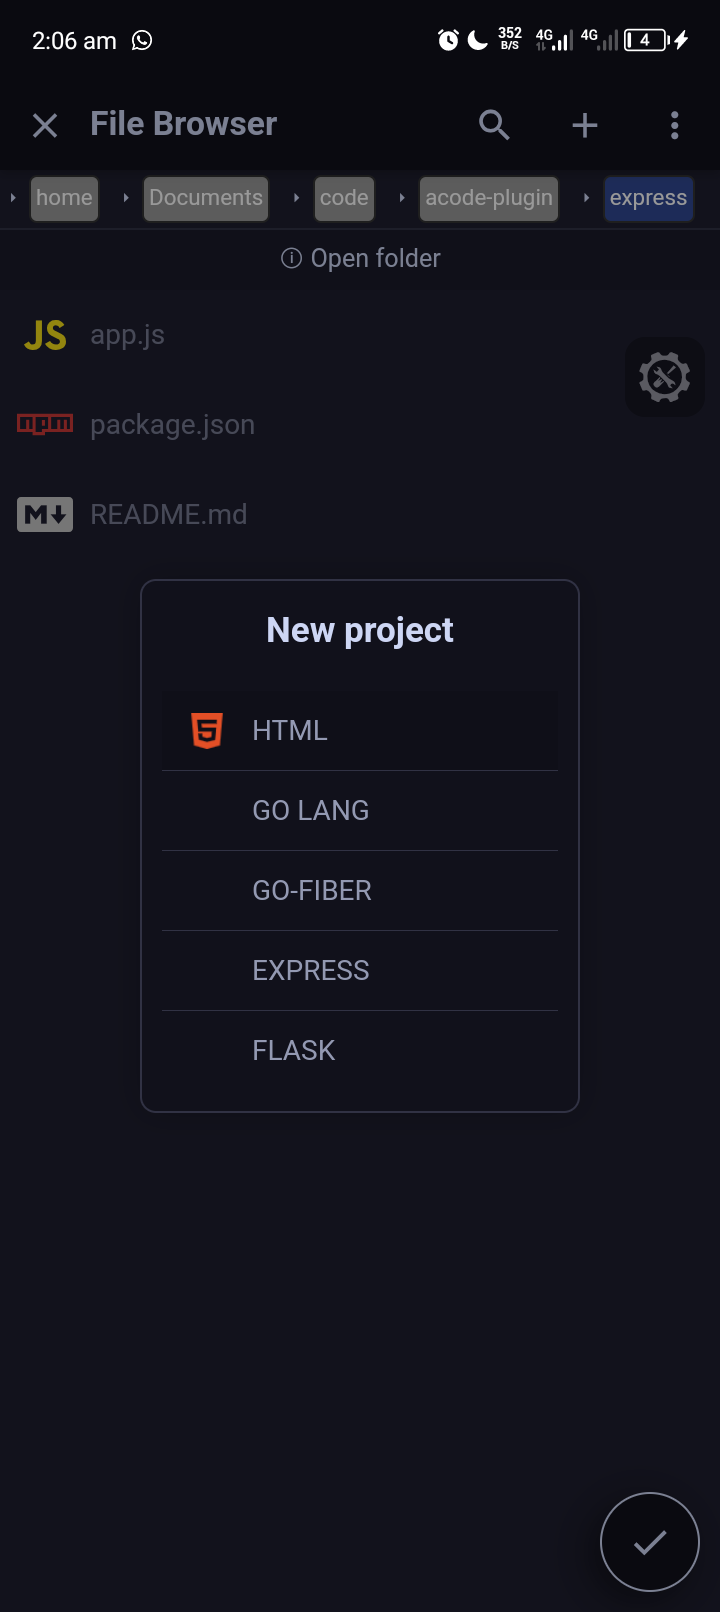 2:06 am 352 B/S 4G 4G 4
File Browser
home Documents code acode-plugin express
Open folder
JS app.js
package.json
M README.md
New project
5 HTML
GO LANG
GO-FIBER
EXPRESS
FLASK